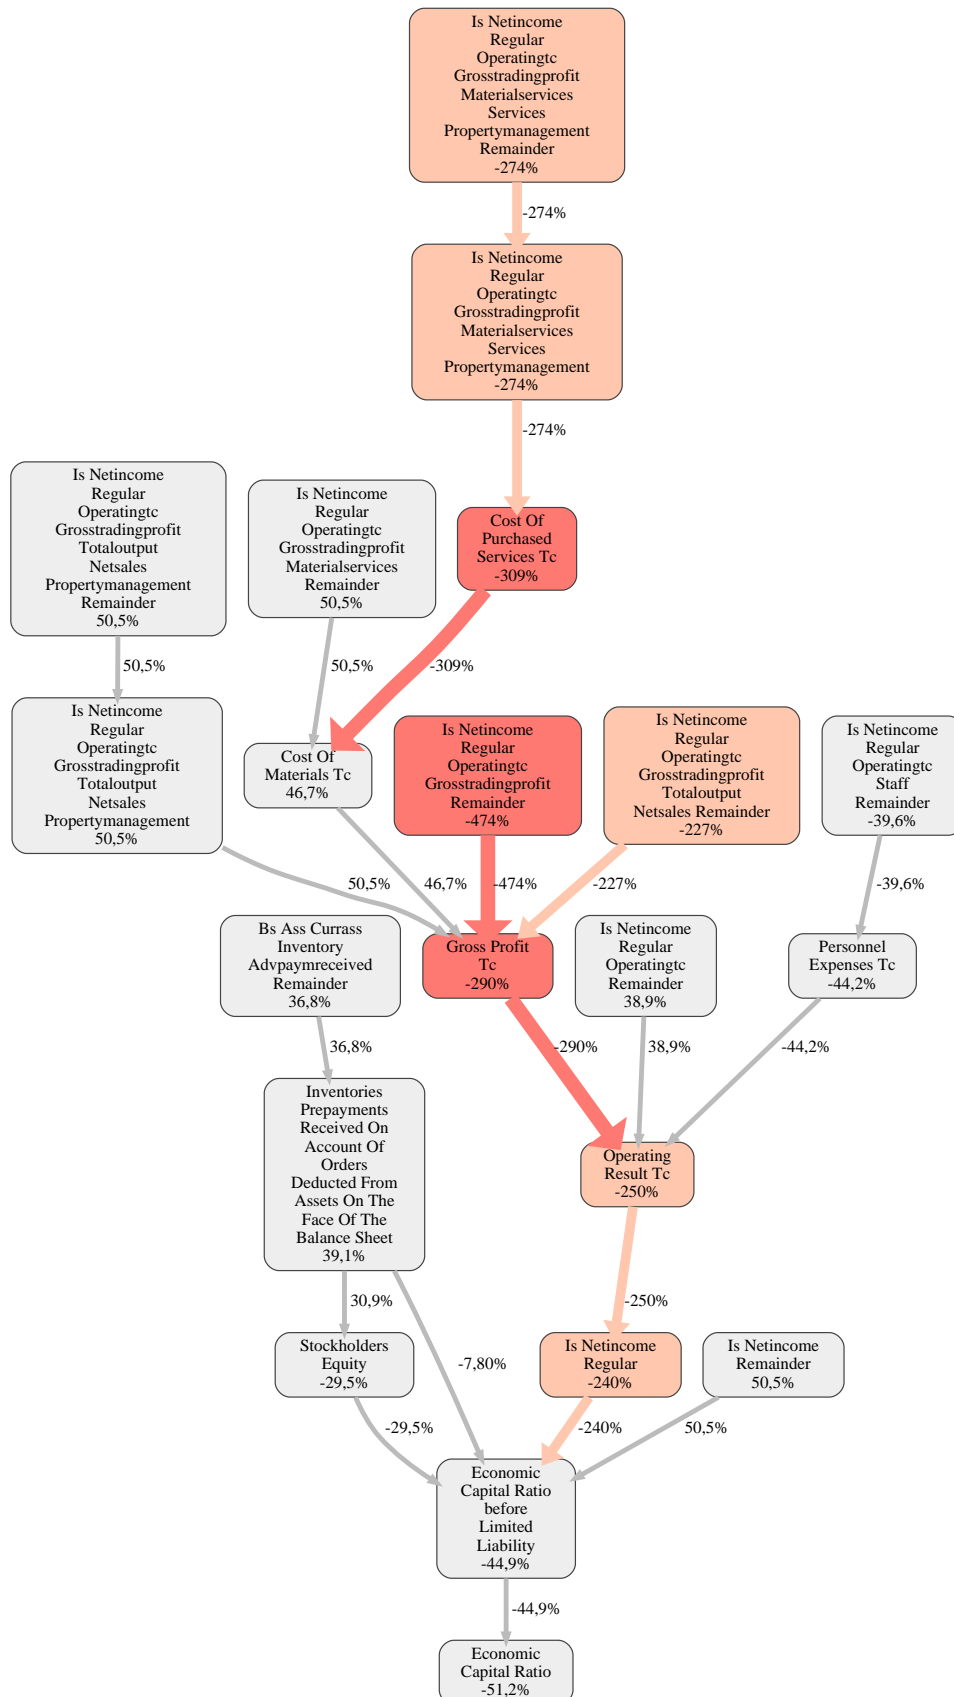 Is Netincome
Regular
Operatingtc
Grosstradingprofit
Materialservices
Services
Propertymanagement
Remainder
-274%
-274%
Is Netincome
Regular
Operatingtc
Grosstradingprofit
Materialservices
Services
Propertymanagement
-274%
-274%
Is Netincome
Regular
Operatingtc
Grosstradingprofit
Totaloutput
Netsales
Propertymanagement
Remainder
50,5%
Is Netincome
Regular
Operatingtc
Grosstradingprofit
Materialservices
Remainder
50,5%
Cost Of
Purchased
Services Tc
-309%
50,5%
50,5%
-309%
Is Netincome
Regular
Operatingtc
Grosstradingprofit
Totaloutput
Netsales
Propertymanagement
50,5%
Cost Of
Materials Tc
46,7%
Is Netincome
Regular
Operatingtc
Grosstradingprofit
Remainder
-474%
Is Netincome
Regular
Operatingtc
Grosstradingprofit
Totaloutput
Netsales Remainder
-227%
Is Netincome
Regular
Operatingtc
Staff
Remainder
-39,6%
50,5%
46,7%
-474%
-227%
-39,6%
Bs Ass Currass
Inventory
Advpaymreceived
Remainder
36,8%
Gross Profit
Tc
-290%
Is Netincome
Regular
Operatingtc
Remainder
38,9%
Personnel
Expenses Tc
-44,2%
36,8%
-290%
38,9%
-44,2%
Inventories
Prepayments
Received On
Account Of
Orders
Deducted From
Assets On The
Face Of The
Balance Sheet
39,1%
Operating
Result Tc
-250%
30,9%
-7,80%
-250%
Stockholders
Equity
-29,5%
Is Netincome
Regular
-240%
Is Netincome
Remainder
50,5%
-29,5%
-240%
50,5%
Economic
Capital Ratio
before
Limited
Liability
-44,9%
-44,9%
Economic
Capital Ratio
-51,2%